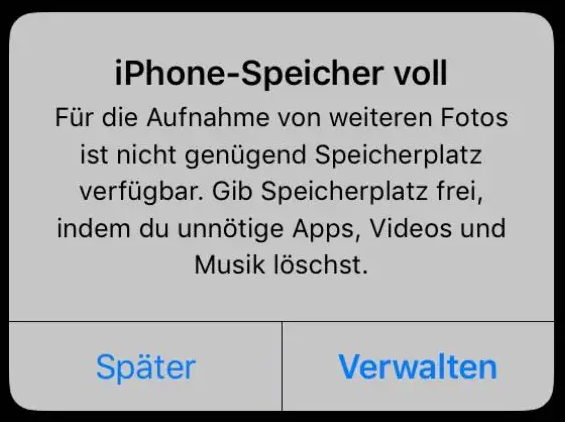 iPhone-Speicher voll
Für die Aufnahme von weiteren Fotos
ist nicht genügend Speicherplatz
verfügbar. Gib Speicherplatz frei,
indem du unnötige Apps, Videos und
Musik löschst.
Später
Verwalten